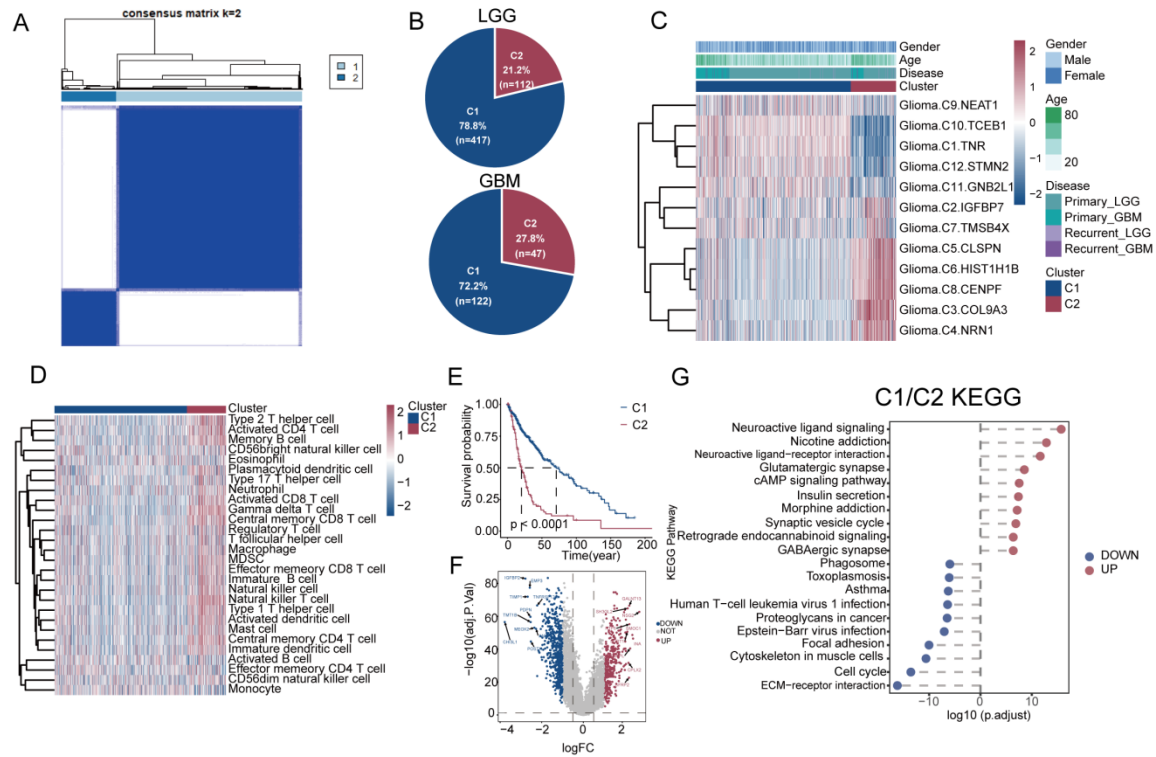 A
consensus matrix k=2
1
2
B
LGG
C2
21.2%
(n=112)
C1
78.8%
(n=417)
GBM
C2
27.8%
(n=47)
C1
72.2%
(n=122)
C
Gender
Age
Disease
Cluster
Glioma.C9.NEAT1
Glioma.C10.TCEB1
Glioma.C1.TNR
Glioma.C12.STMN2
Glioma.C11.GNB2L1
Glioma.C2.IGFBP7
Glioma.C7.TMSB4X
Glioma.C5.CLSPN
Glioma.C6.HIST1H1B
Glioma.C8.CENPF
Glioma.C3.COL9A3
Glioma.C4.NRN1
2
1
0
−1
−2
Gender
Male
Female
Age
80
20
Disease
Primary_LGG
Primary_GBM
Recurrent_LGG
Recurrent_GBM
Cluster
C1
C2
D
Cluster
Type 2 T helper cell
Activated CD4 T cell
Memory B cell
CD56bright natural killer cell
Eosinophil
Plasmacytoid dendritic cell
Type 17 T helper cell
Neutrophil
Activated CD8 T cell
Gamma delta T cell
Central memory CD8 T cell
Regulatory T cell
T follicular helper cell
Macrophage
MDSC
Effector memeory CD8 T cell
Immature B cell
Natural killer cell
Natural killer T cell
Type 1 T helper cell
Activated dendritic cell
Mast cell
Central memory CD4 T cell
Immature dendritic cell
Activated B cell
Effector memeory CD4 T cell
CD56dim natural killer cell
Monocyte
2
1
0
−1
−2
Cluster
C1
C2
E
Survival probability
1.00
0.75
0.50
0.25
0.00
C1
C2
p < 0.0001
0 50 100 150 200
Time(year)
F
−log10(adj.P.Val)
80
60
40
20
0
−4 −2 0 2
logFC
DOWN
NOT
UP
G
C1/C2 KEGG
KEGG Pathway
Neuroactive ligand signaling
Nicotine addiction
Neuroactive ligand−receptor interaction
Glutamatergic synapse
cAMP signaling pathway
Insulin secretion
Morphine addiction
Synaptic vesicle cycle
Retrograde endocannabinoid signaling
GABAergic synapse
Phagosome
Toxoplasmosis
Asthma
Human T−cell leukemia virus 1 infection
Proteoglycans in cancer
Epstein−Barr virus infection
Focal adhesion
Cytoskeleton in muscle cells
Cell cycle
ECM−receptor interaction
−10 0 10
log10 (p.adjust)
DOWN
UP